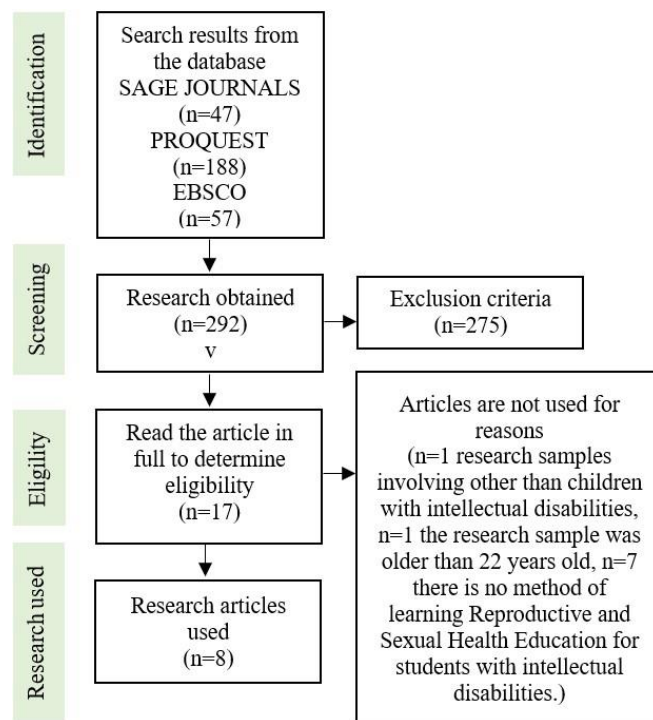 Identification
Search results from
the database
SAGE JOURNALS
(n=47)
PROQUEST
(n=188)
EBSCO
(n=57)
Screening
Research obtained
(n=292)
v
Exclusion criteria
(n=275)
Eligility
Read the article in
full to determine
eligibility
(n=17)
Articles are not used for
reasons
(n=1 research samples
involving other than children
with intellectual disabilities,
n=1 the research sample was
older than 22 years old, n=7
there is no method of
learning Reproductive and
Sexual Health Education for
students with intellectual
disabilities.)
Research used
Research articles
used
(n=8)